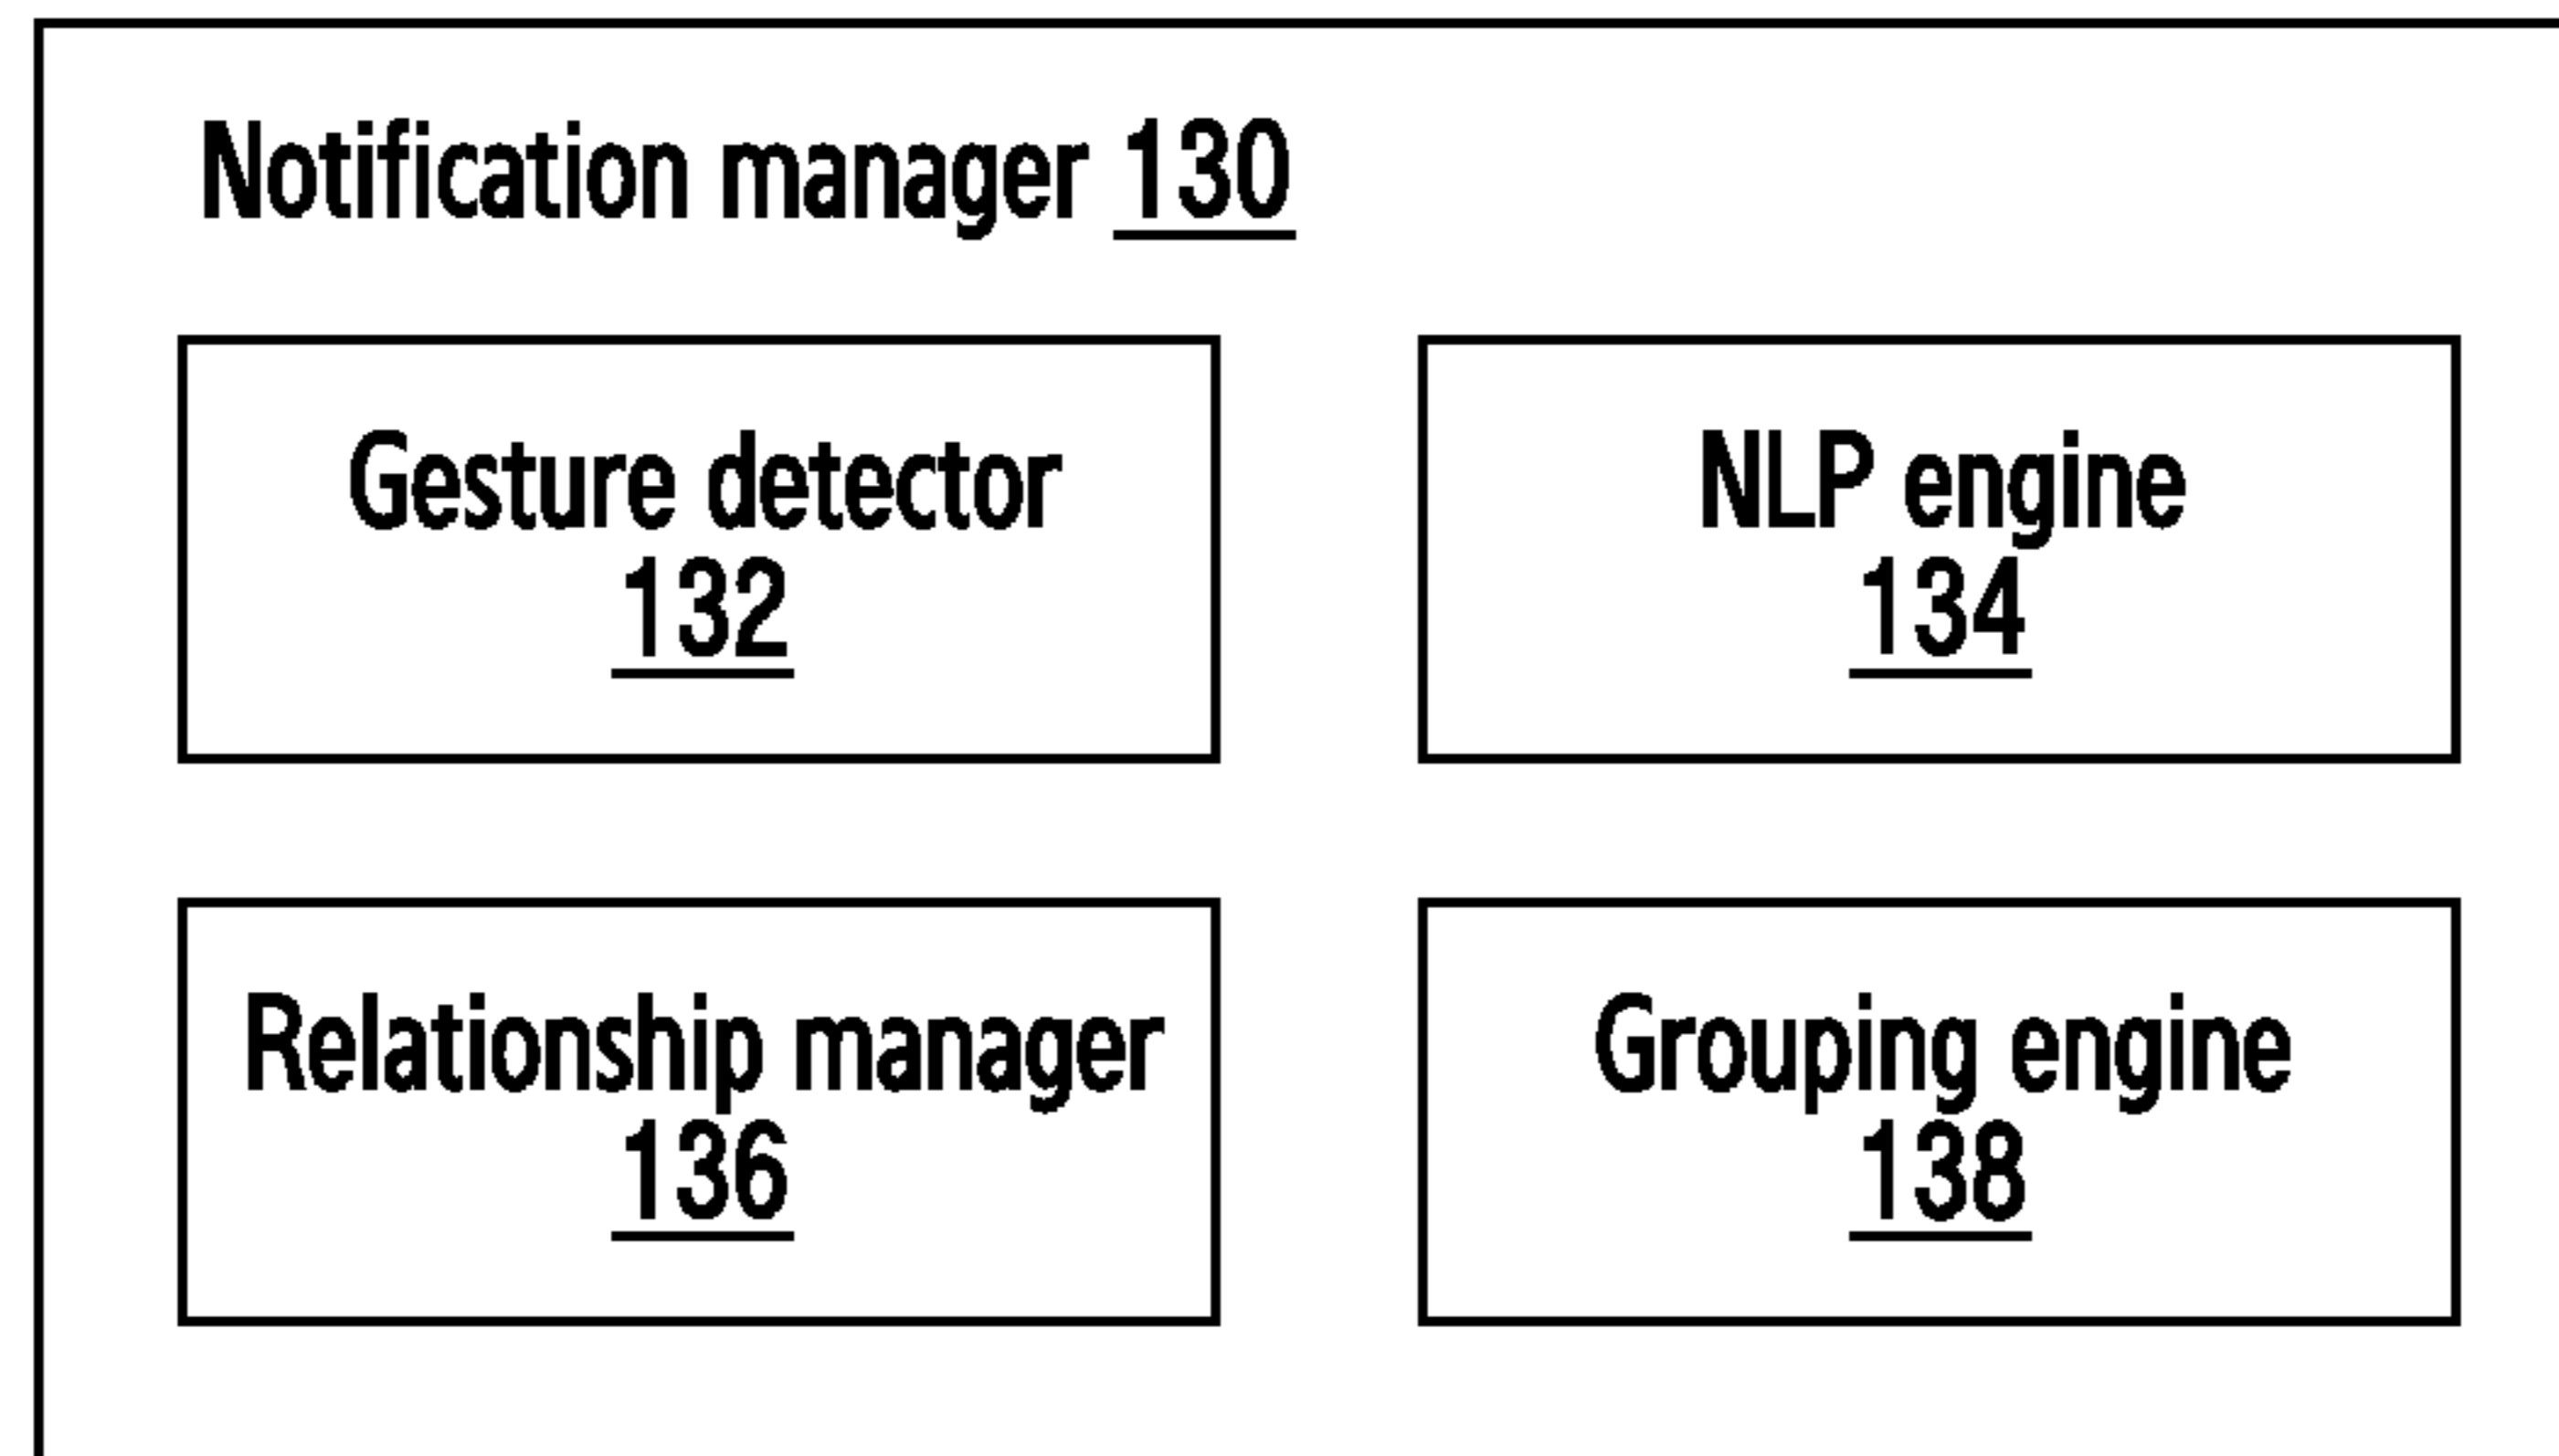 Notification manager 130
Gesture detector
132
NLP engine
134
Relationship manager
136
Grouping engine
138